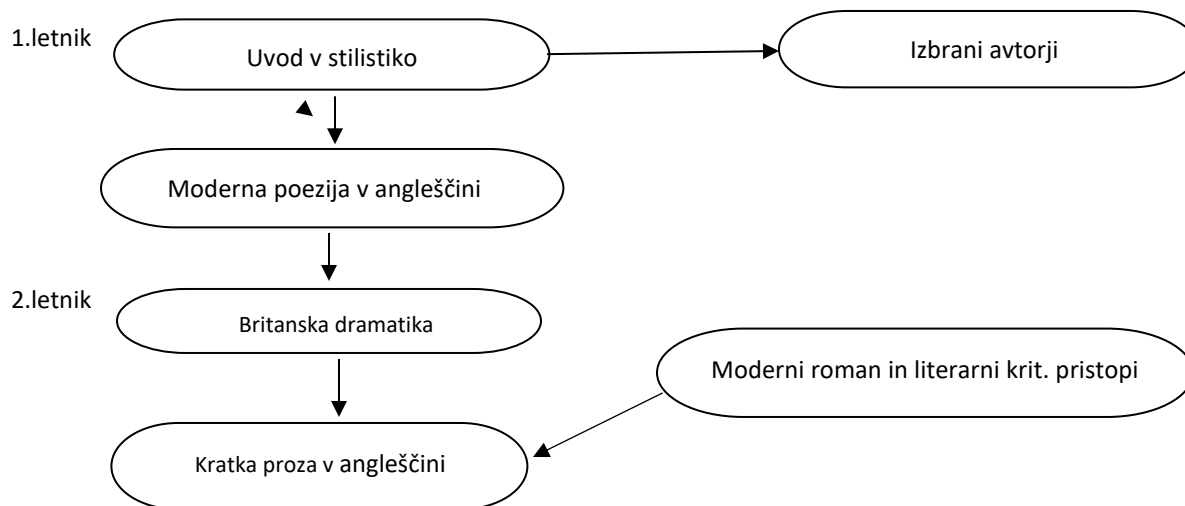 1.letnik
Uvod v stilistiko
Izbrani avtorji
Moderna poezija v angleščini
2.letnik
Britanska dramatika
Moderni roman in literarni krit. pristopi
Kratka proza v angleščini